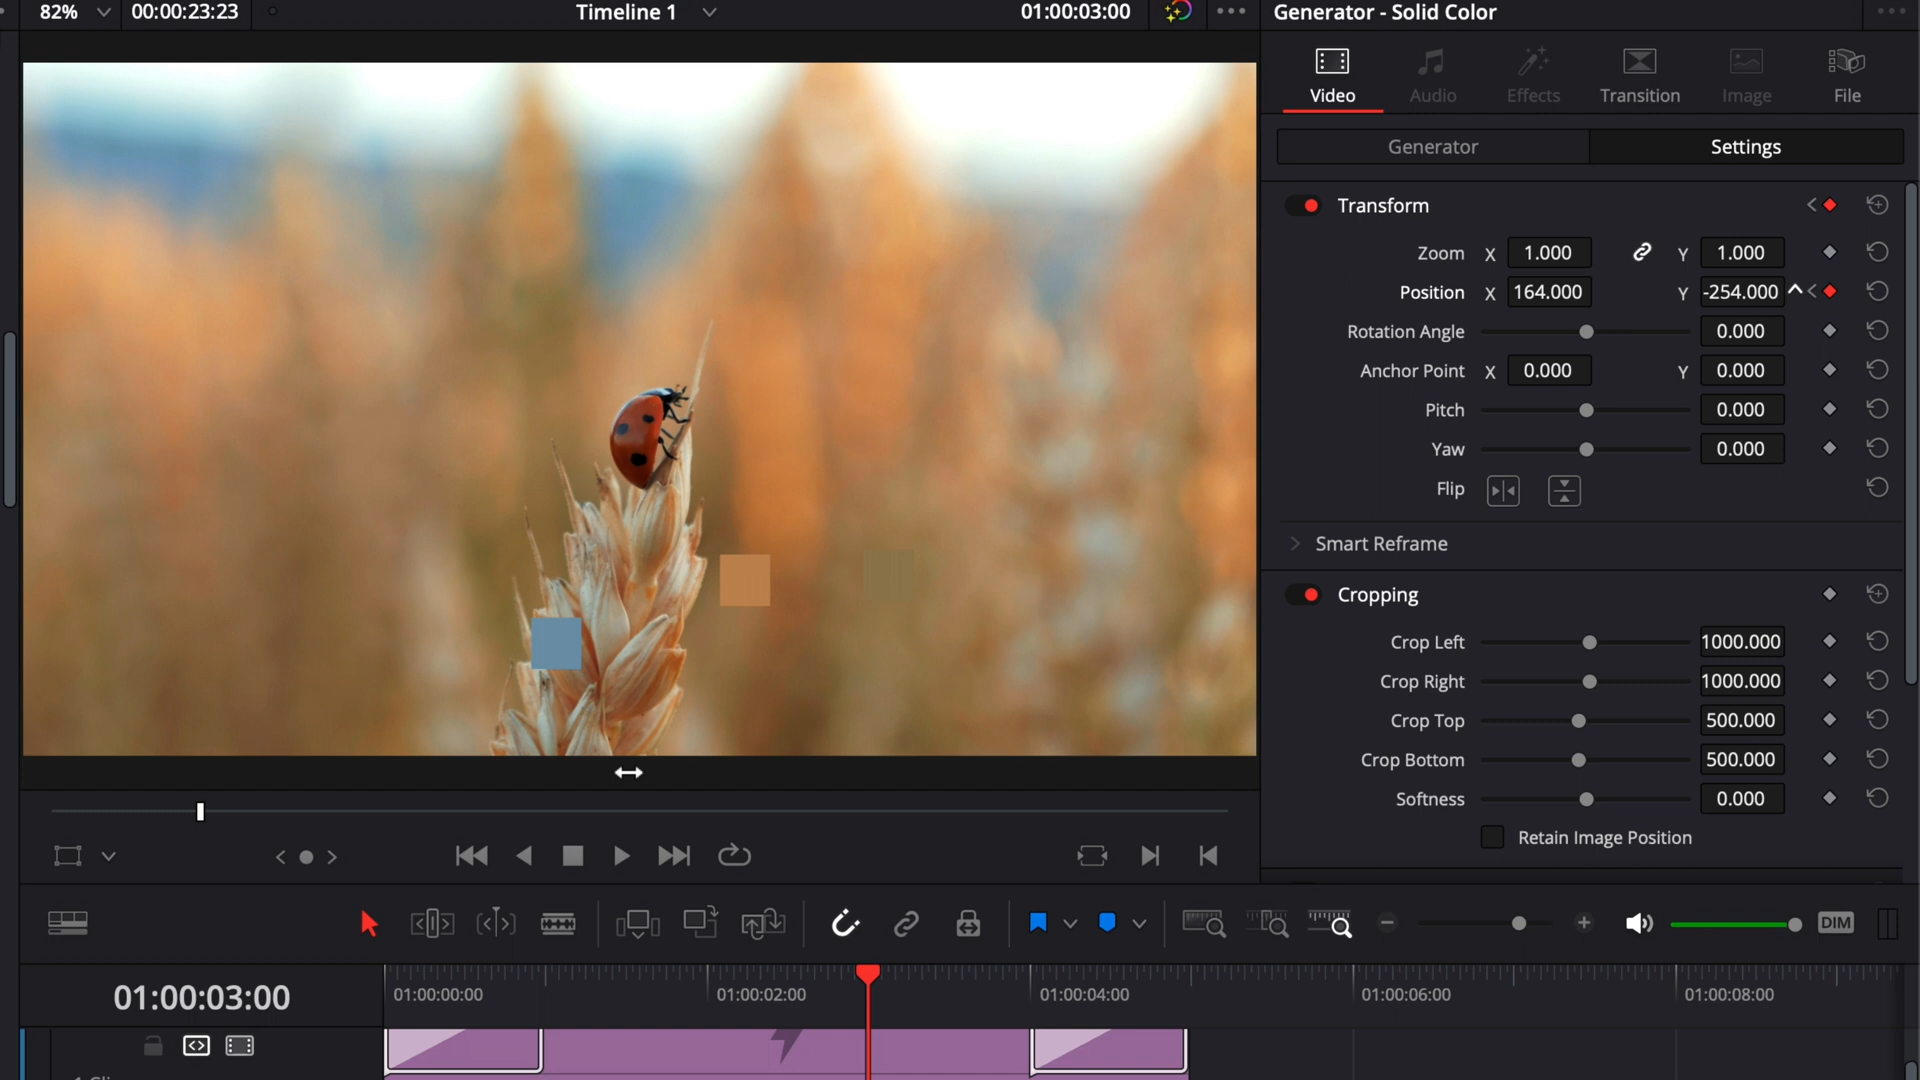 82%
00:00:23:23
Timeline 1
01:00:03:00
Generator - Solid Color
Video
Audio
Effects
Transition
Image
File
Generator
Settings
Transform
Zoom X 1.000 Y 1.000
Position X 164.000 Y -254.000
Rotation Angle 0.000
Anchor Point X 0.000 Y 0.000
Pitch 0.000
Yaw 0.000
Flip
Smart Reframe
Cropping
Crop Left 1000.000
Crop Right 1000.000
Crop Top 500.000
Crop Bottom 500.000
Softness 0.000
Retain Image Position
DIM
01:00:03:00
01:00:00:00
01:00:02:00
01:00:04:00
01:00:06:00
01:00:08:00